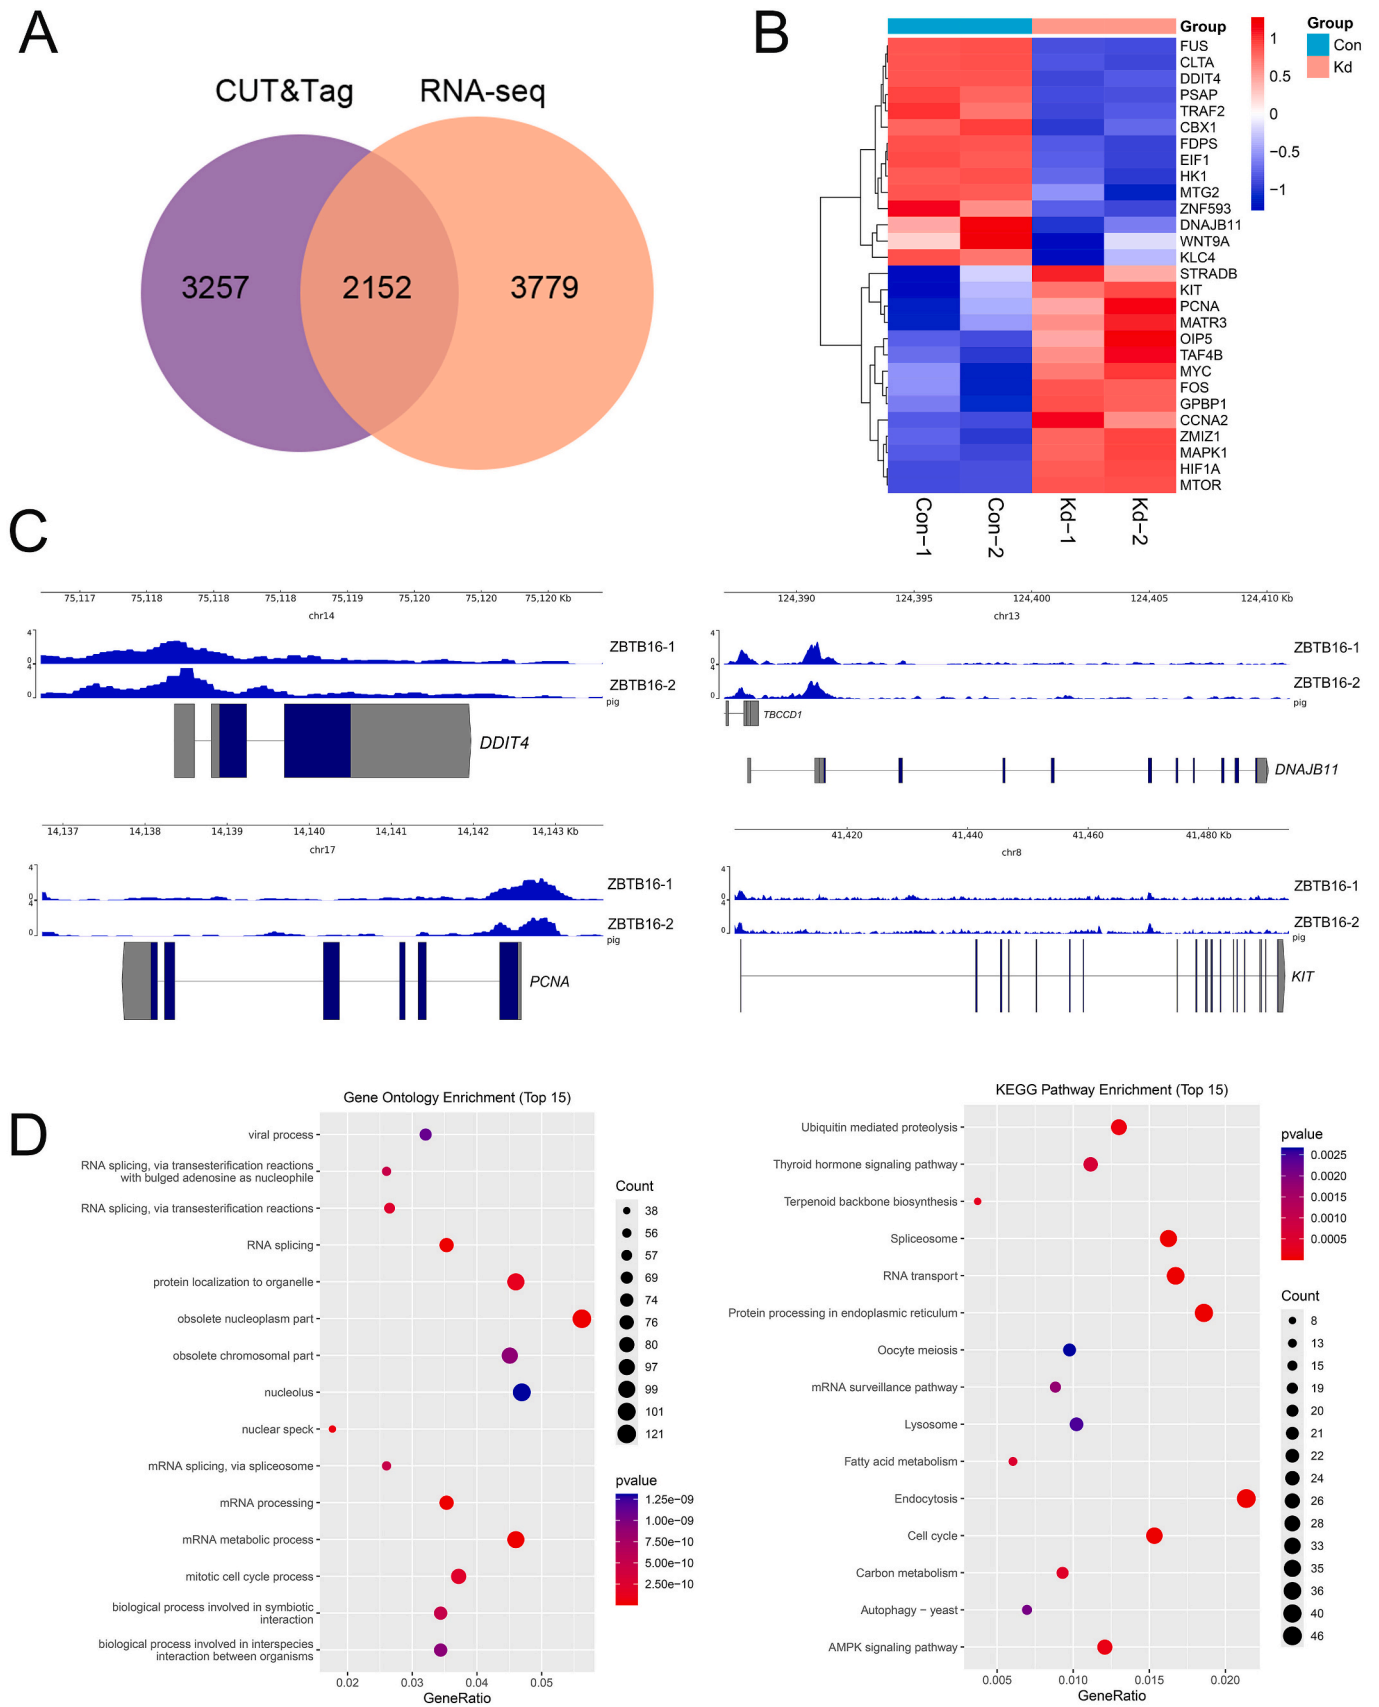 A
CUT&Tag
RNA-seq
3257
2152
3779
B
Group
FUS
CLTA
DDIT4
PSAP
TRAF2
CBX1
FDPS
EIF1
HK1
MTG2
ZNF593
DNAJB11
WNT9A
KLC4
STRADB
KIT
PCNA
MATR3
OIP5
TAF4B
MYC
FOS
GPBP1
CCNA2
ZMIZ1
MAPK1
HIF1A
MTOR
Con-1
Con-2
Kd-1
Kd-2
1
0.5
0
−0.5
−1
Group
Con
Kd
C
75,117 75,118 75,118 75,118 75,119 75,120 75,120 75,120 Kb
chr14
4
0
ZBTB16-1
4
0
ZBTB16-2
pig
DDIT4
124,390 124,395 124,400 124,405 124,410 Kb
chr13
4
0
ZBTB16-1
4
0
ZBTB16-2
pig
TBCCD1
DNAJB11
14,137 14,138 14,139 14,140 14,141 14,142 14,143 Kb
chr17
4
0
ZBTB16-1
4
0
ZBTB16-2
pig
PCNA
41,420 41,440 41,460 41,480 Kb
chr8
4
0
ZBTB16-1
4
0
ZBTB16-2
pig
KIT
D
Gene Ontology Enrichment (Top 15)
viral process
RNA splicing, via transesterification reactions
with bulged adenosine as nucleophile
RNA splicing, via transesterification reactions
RNA splicing
protein localization to organelle
obsolete nucleoplasm part
obsolete chromosomal part
nucleolus
nuclear speck
mRNA splicing, via spliceosome
mRNA processing
mRNA metabolic process
mitotic cell cycle process
biological process involved in symbiotic
interaction
biological process involved in interspecies
interaction between organisms
0.02 0.03 0.04 0.05
GeneRatio
Count
38
56
57
69
74
76
80
97
99
101
121
pvalue
1.25e−09
1.00e−09
7.50e−10
5.00e−10
2.50e−10
KEGG Pathway Enrichment (Top 15)
Ubiquitin mediated proteolysis
Thyroid hormone signaling pathway
Terpenoid backbone biosynthesis
Spliceosome
RNA transport
Protein processing in endoplasmic reticulum
Oocyte meiosis
mRNA surveillance pathway
Lysosome
Fatty acid metabolism
Endocytosis
Cell cycle
Carbon metabolism
Autophagy − yeast
AMPK signaling pathway
0.005 0.010 0.015 0.020
GeneRatio
pvalue
0.0025
0.0020
0.0015
0.0010
0.0005
Count
8
13
15
19
20
21
22
24
26
28
33
35
36
40
46